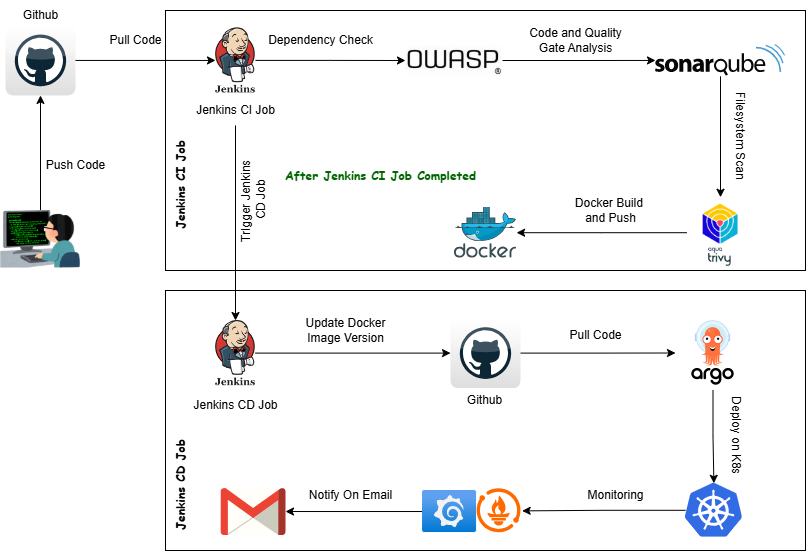 Github
Pull Code
Dependency Check
Code and Quality
Gate Analysis
OWASP®
sonarqube
Jenkins
Jenkins CI Job
Filesystem Scan
Jenkins CI Job
Push Code
Trigger Jenkins
CD Job
After Jenkins CI Job Completed
Docker Build
and Push
docker
aqua
trivy
Update Docker
Image Version
Pull Code
Jenkins
Jenkins CD Job
Github
argo
Deploy on K8s
Jenkins CD Job
Notify On Email
Monitoring